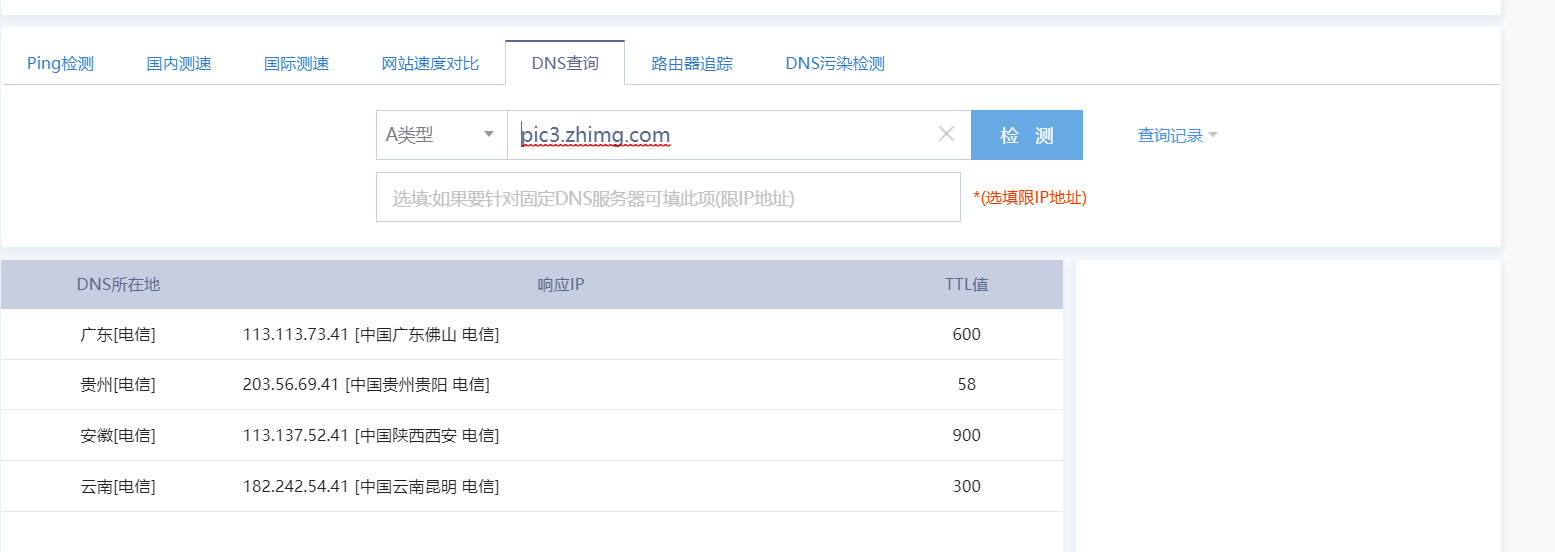 Ping检测 国内测速 国际测速 网站速度对比 DNS查询 路由器追踪 DNS污染检测
A类型 pic3.zhimg.com 检 测 查询记录
选填:如果要针对固定DNS服务器可填此项(限IP地址) *(选填限IP地址)
DNS所在地 响应IP TTL值
广东[电信] 113.113.73.41 [中国广东佛山 电信] 600
贵州[电信] 203.56.69.41 [中国贵州贵阳 电信] 58
安徽[电信] 113.137.52.41 [中国陕西西安 电信] 900
云南[电信] 182.242.54.41 [中国云南昆明 电信] 300